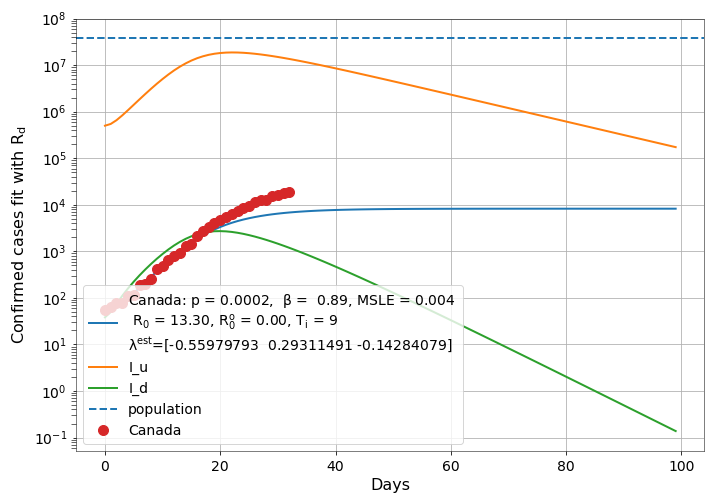 10⁸
10⁷
10⁶
10⁵
10⁴
10³
10²
10¹
10⁰
10⁻¹
Confirmed cases fit with R_d
Canada: p = 0.0002,  β =  0.89, MSLE = 0.004
R₀ = 13.30, R₀⁰ = 0.00, Tᵢ = 9
λᵉˢᵗ=[-0.55979793  0.29311491 -0.14284079]
I_u
I_d
population
Canada
0 20 40 60 80 100
Days